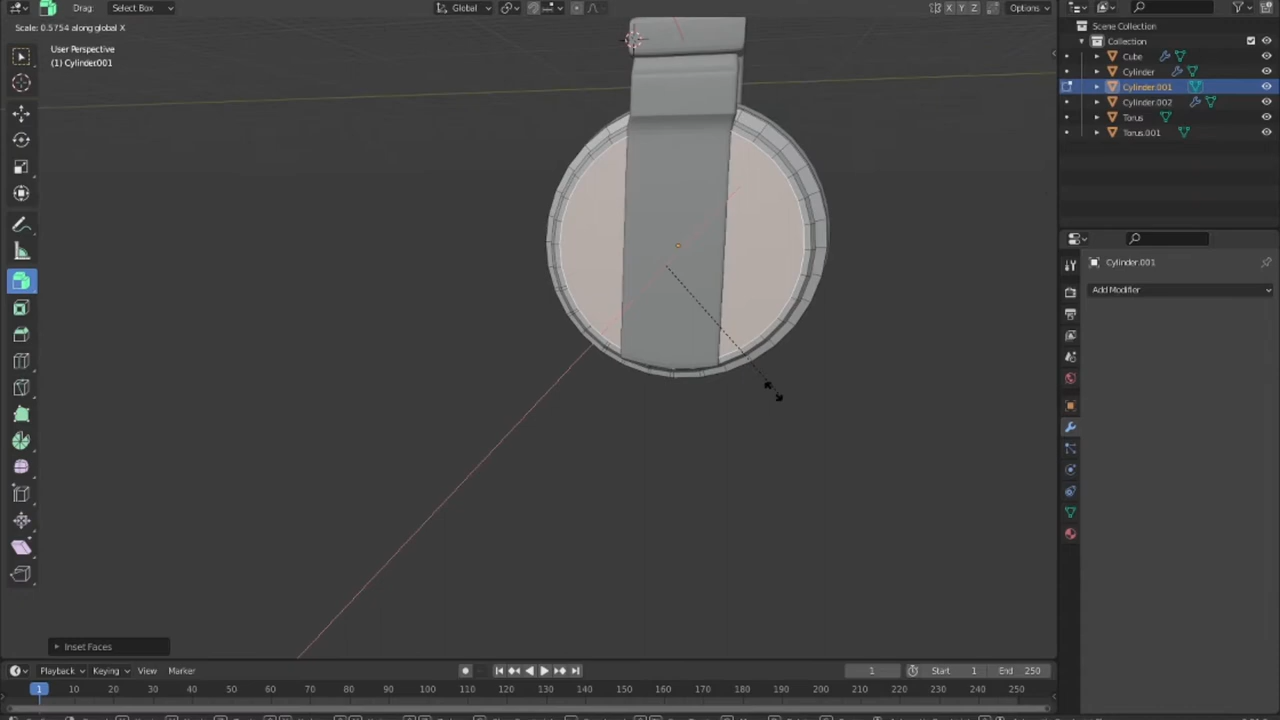 Drag: Select Box Global X Y Z Options
Scale: 0.5754 along global X
User Perspective
(1) Cylinder001
Scene Collection
Collection
Cube
Cylinder
Cylinder.001
Cylinder.002
Torus
Torus.001
Cylinder.001
Add Modifier
Inset Faces
Playback Keying View Marker 1 Start 1 End 250
1 10 20 30 40 50 60 70 80 90 100 110 120 130 140 150 160 170 180 190 200 210 220 230 240 250